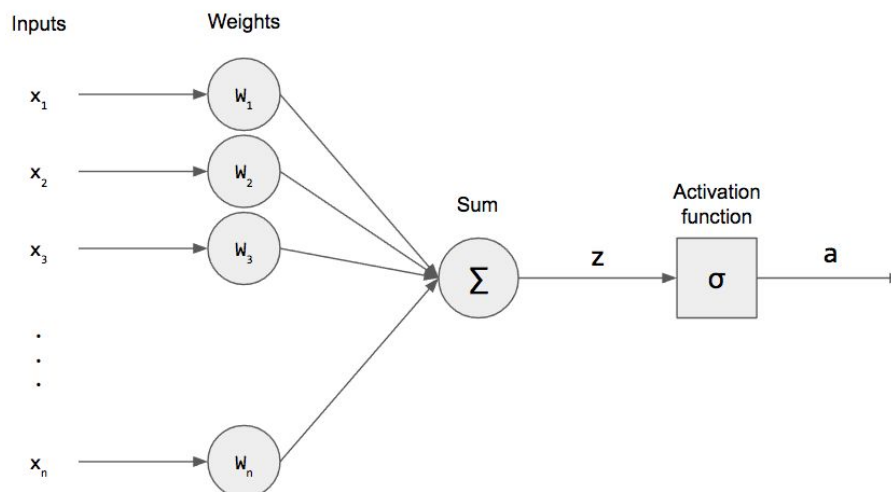 Inputs Weights
x₁ W₁
x₂ W₂
Sum
Activation
function
x₃ W₃
Σ z σ a
.
.
.
xₙ Wₙ